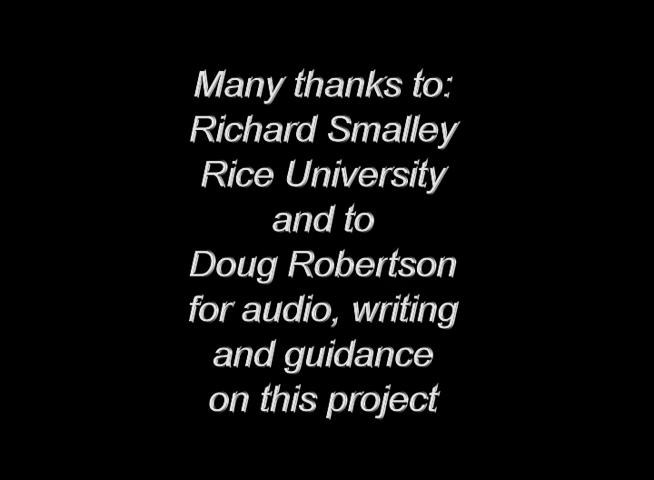 Many thanks to:
Richard Smalley
Rice University
and to
Doug Robertson
for audio, writing
and guidance
on this project